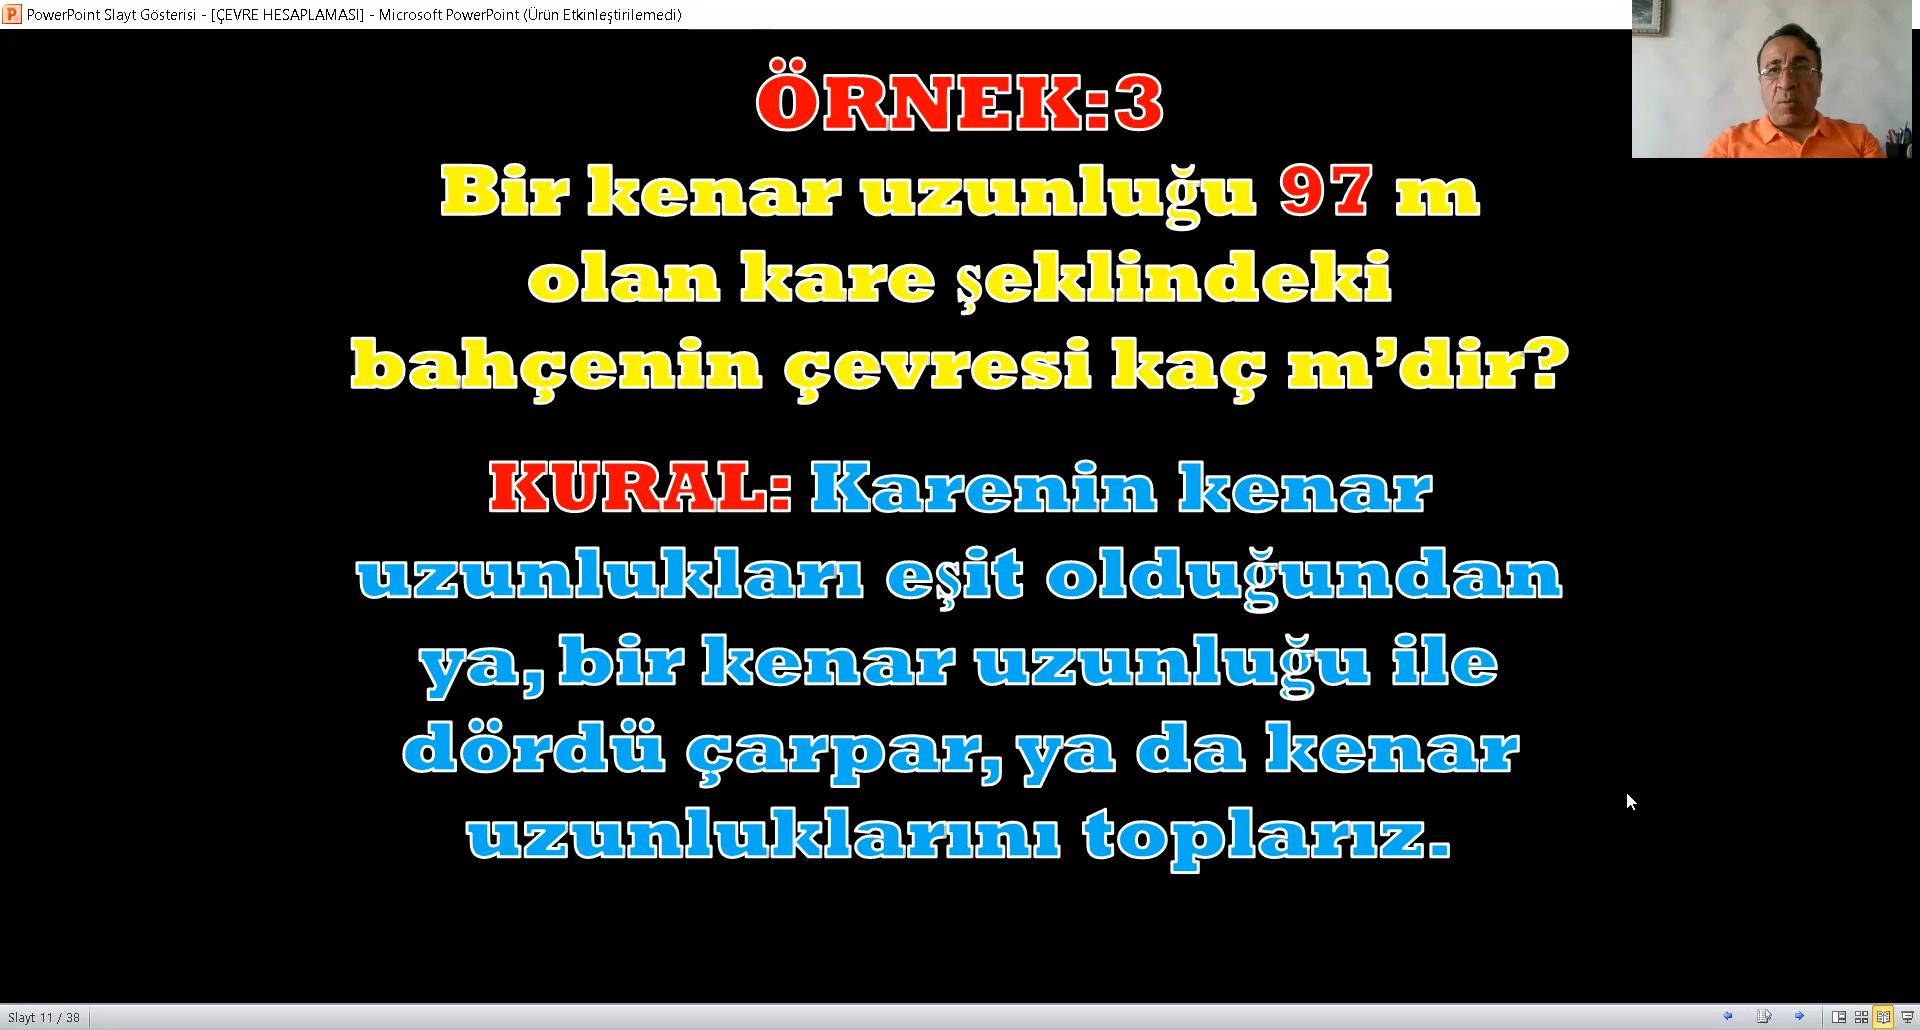 PowerPoint Slayt Gösterisi - [ÇEVRE HESAPLAMASI] - Microsoft PowerPoint (Ürün Etkinleştirilemedi)
ÖRNEK:3
Bir kenar uzunluğu 97 m
olan kare şeklindeki
bahçenin çevresi kaç m’dir?
KURAL: Karenin kenar
uzunlukları eşit olduğundan
ya, bir kenar uzunluğu ile
dördü çarpar, ya da kenar
uzunluklarını toplarız.
Slayt 11 / 38